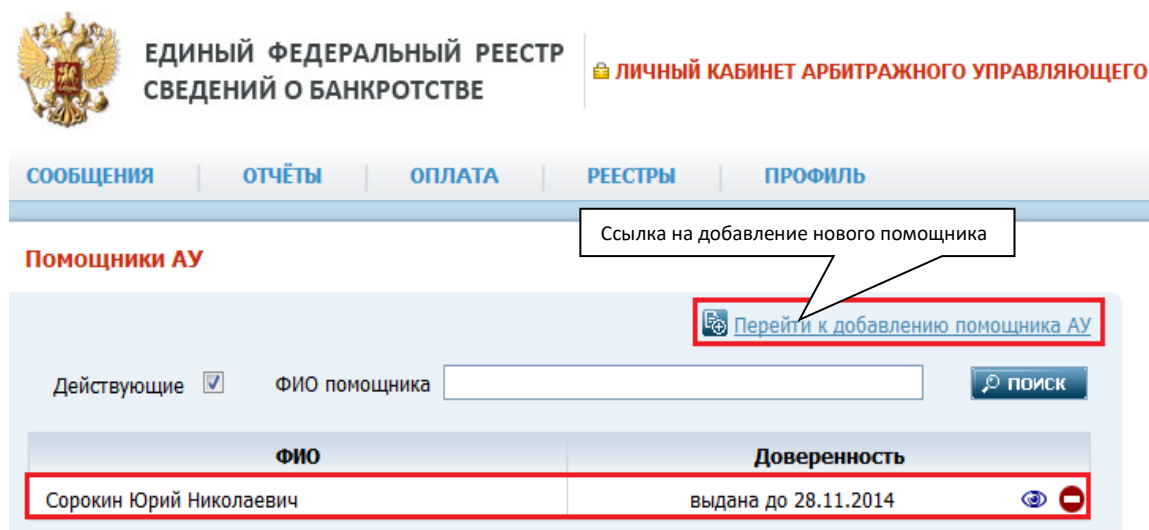 ЕДИНЫЙ ФЕДЕРАЛЬНЫЙ РЕЕСТР
СВЕДЕНИЙ О БАНКРОТСТВЕ
ЛИЧНЫЙ КАБИНЕТ АРБИТРАЖНОГО УПРАВЛЯЮЩЕГО
СООБЩЕНИЯ ОТЧЁТЫ ОПЛАТА РЕЕСТРЫ ПРОФИЛЬ
Ссылка на добавление нового помощника
Помощники АУ
Перейти к добавлению помощника АУ
Действующие ФИО помощника ПОИСК
ФИО Доверенность
Сорокин Юрий Николаевич выдана до 28.11.2014